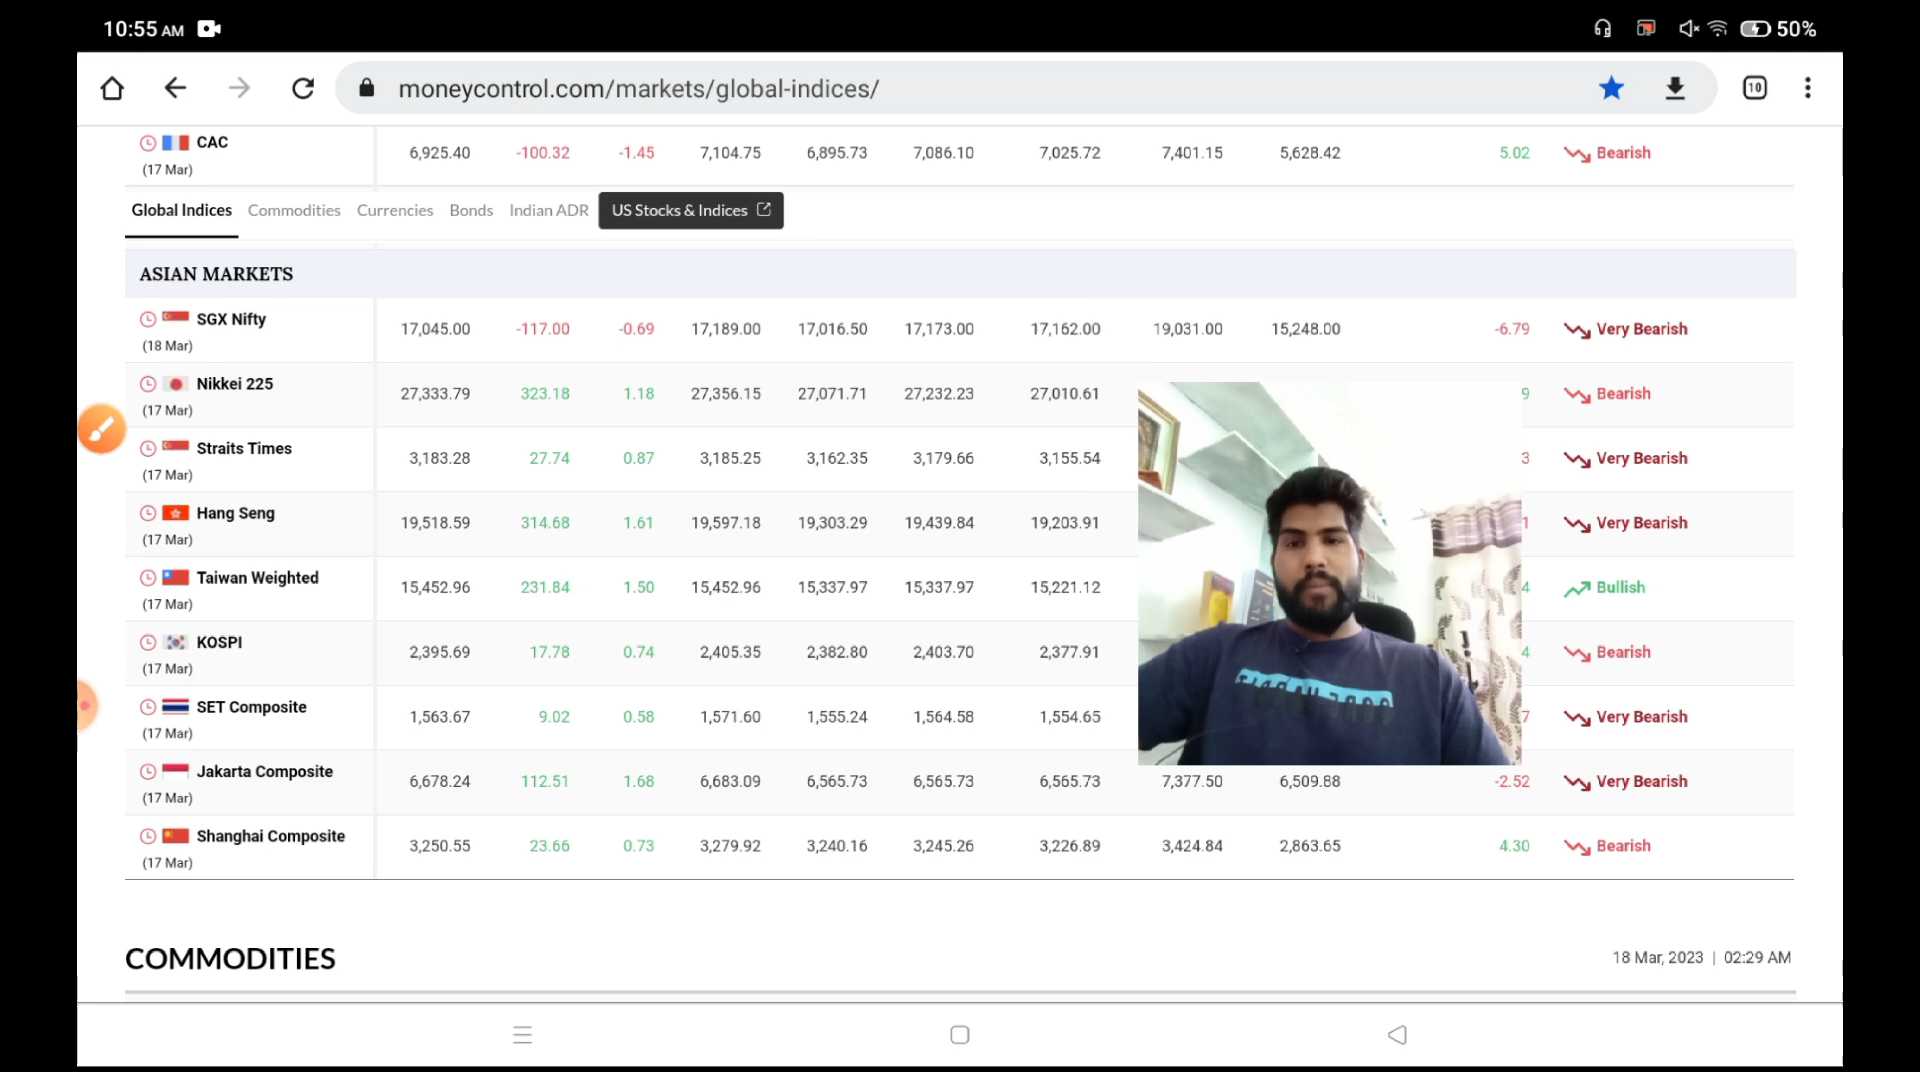 10:55 AM 50%
moneycontrol.com/markets/global-indices/ 10
CAC 6,925.40 -100.32 -1.45 7,104.75 6,895.73 7,086.10 7,025.72 7,401.15 5,628.42 5.02 Bearish
(17 Mar)
Global Indices Commodities Currencies Bonds Indian ADR US Stocks & Indices
ASIAN MARKETS
SGX Nifty 17,045.00 -117.00 -0.69 17,189.00 17,016.50 17,173.00 17,162.00 19,031.00 15,248.00 -6.79 Very Bearish
(18 Mar)
Nikkei 225 27,333.79 323.18 1.18 27,356.15 27,071.71 27,232.23 27,010.61 9 Bearish
(17 Mar)
Straits Times 3,183.28 27.74 0.87 3,185.25 3,162.35 3,179.66 3,155.54 3 Very Bearish
(17 Mar)
Hang Seng 19,518.59 314.68 1.61 19,597.18 19,303.29 19,439.84 19,203.91 1 Very Bearish
(17 Mar)
Taiwan Weighted 15,452.96 231.84 1.50 15,452.96 15,337.97 15,337.97 15,221.12 4 Bullish
(17 Mar)
KOSPI 2,395.69 17.78 0.74 2,405.35 2,382.80 2,403.70 2,377.91 4 Bearish
(17 Mar)
SET Composite 1,563.67 9.02 0.58 1,571.60 1,555.24 1,564.58 1,554.65 7 Very Bearish
(17 Mar)
Jakarta Composite 6,678.24 112.51 1.68 6,683.09 6,565.73 6,565.73 6,565.73 7,377.50 6,509.88 -2.52 Very Bearish
(17 Mar)
Shanghai Composite 3,250.55 23.66 0.73 3,279.92 3,240.16 3,245.26 3,226.89 3,424.84 2,863.65 4.30 Bearish
(17 Mar)
COMMODITIES 18 Mar, 2023 | 02:29 AM